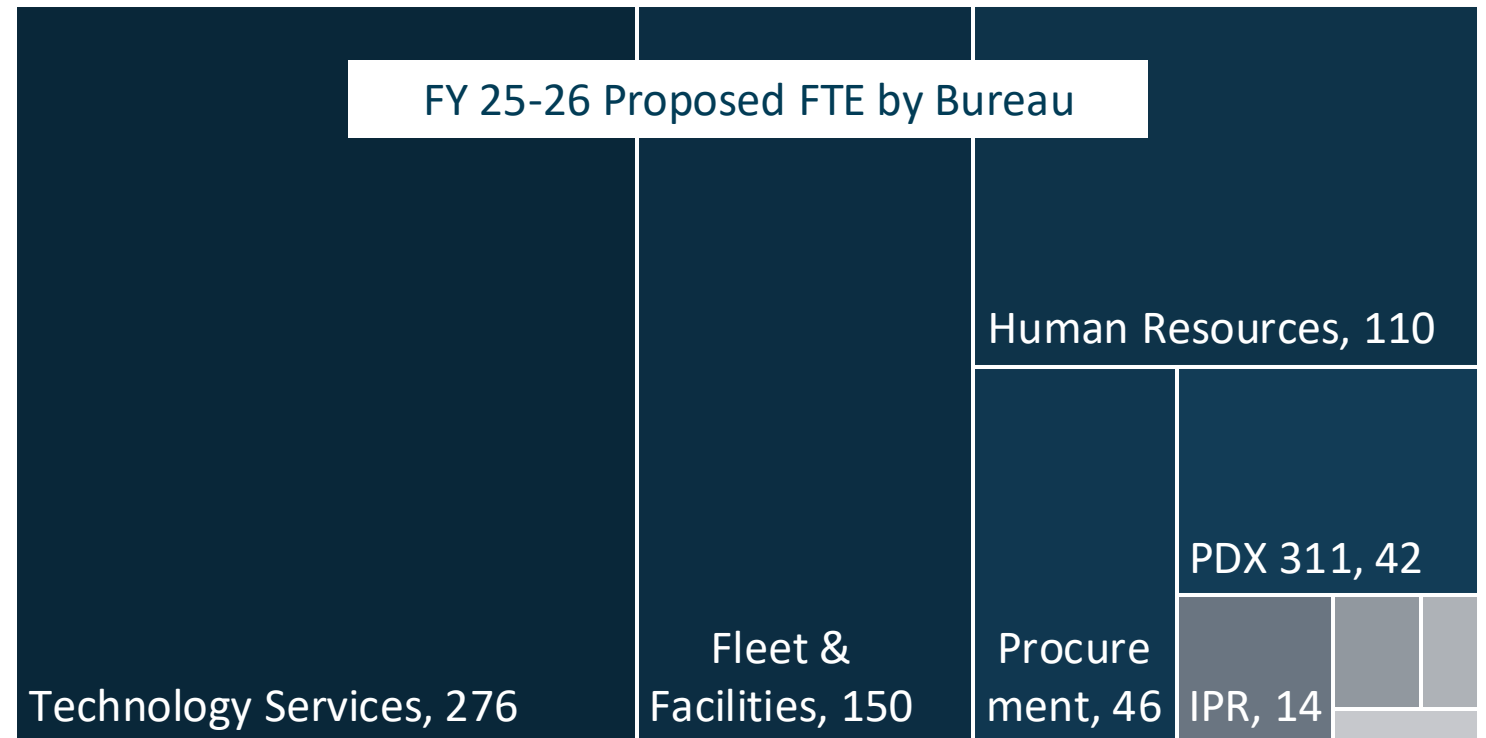 FY 25-26 Proposed FTE by Bureau
Human Resources, 110
PDX 311, 42
Fleet &
Facilities, 150
Procure
ment, 46
Technology Services, 276
IPR, 14